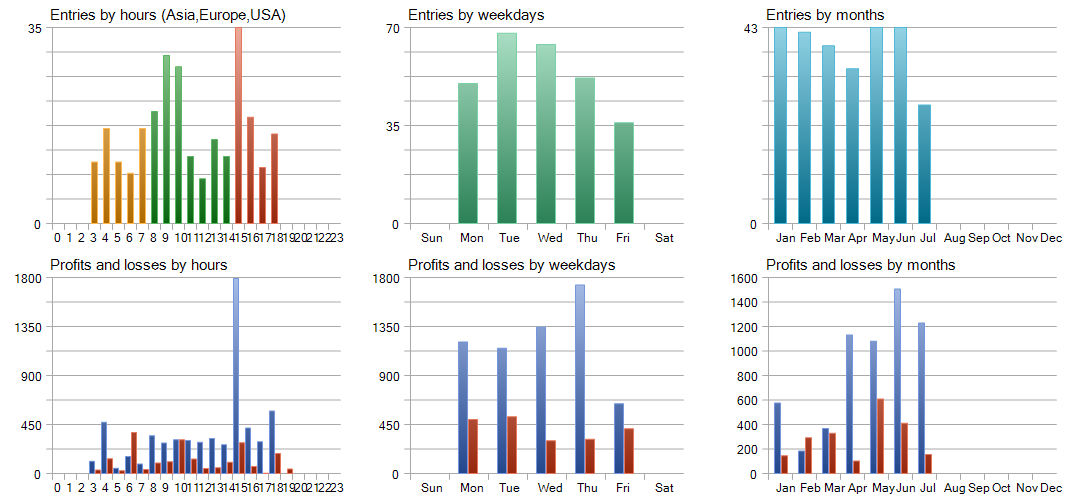 Entries by hours (Asia,Europe,USA)
35
0
0 1 2 3 4 5 6 7 8 9 10 11 12 13 14 15 16 17 18 19 20 21 22 23
Entries by weekdays
70
35
0
Sun Mon Tue Wed Thu Fri Sat
Entries by months
43
0
Jan Feb Mar Apr May Jun Jul Aug Sep Oct Nov Dec
Profits and losses by hours
1800
1350
900
450
0
0 1 2 3 4 5 6 7 8 9 10 11 12 13 14 15 16 17 18 19 20 21 22 23
Profits and losses by weekdays
1800
1350
900
450
0
Sun Mon Tue Wed Thu Fri Sat
Profits and losses by months
1600
1400
1200
1000
800
600
400
200
0
Jan Feb Mar Apr May Jun Jul Aug Sep Oct Nov Dec